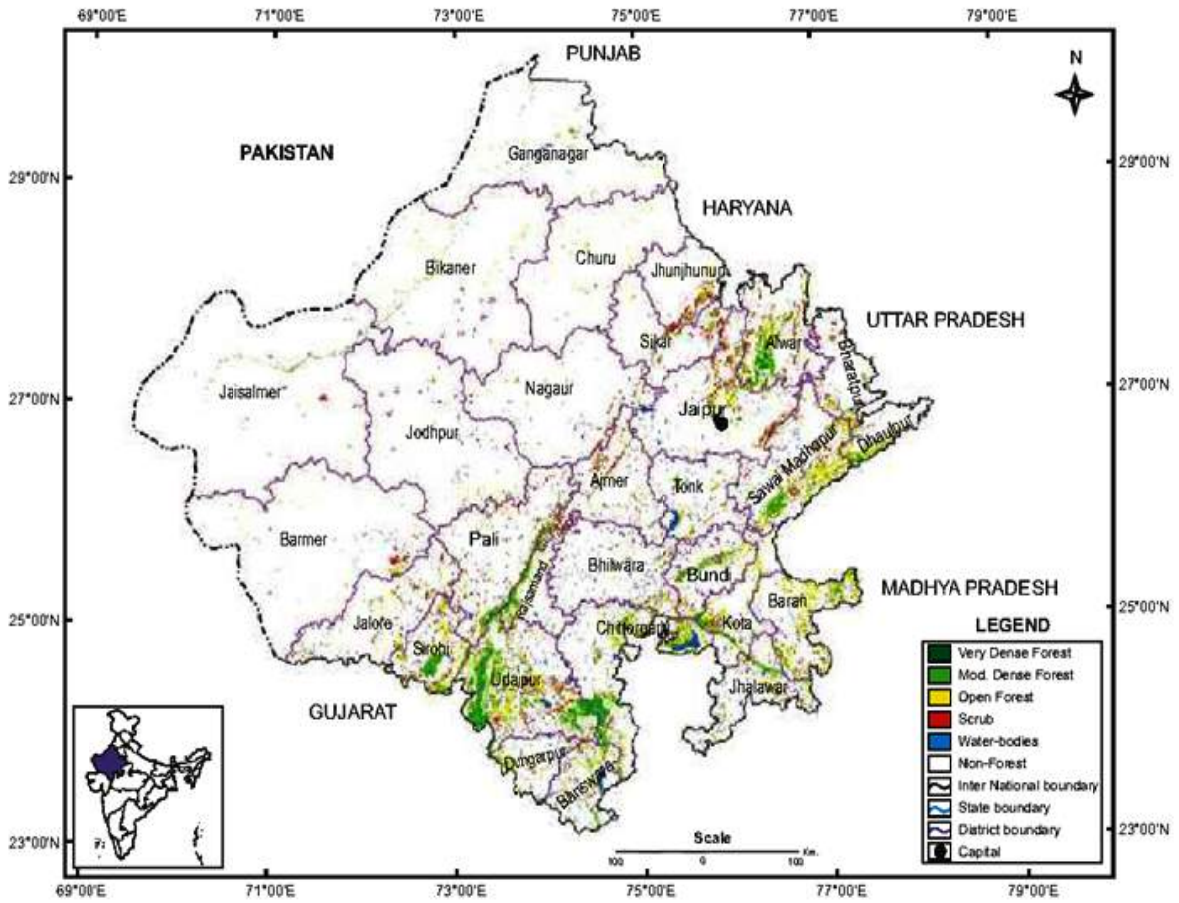 69°00'E 71°00'E 73°00'E 75°00'E 77°00'E 79°00'E
PUNJAB
N
PAKISTAN
Ganganagar
29°00'N
29°00'N
HARYANA
Bikaner
Churu
Jhunjhunun
UTTAR PRADESH
Sikar
Alwar
Bharatpur
Jaisalmer
Nagaur
27°00'N
27°00'N
Jaipur
Jodhpur
Dhaulpur
Sawai Madhopur
Ajmer
Tonk
Barmer
Pali
Bhilwara
Bundi
Rajsamand
MADHYA PRADESH
Baran
25°00'N
25°00'N
Jalore
Chittorgarh
Kota
Sirohi
Udaipur
Jhalawar
GUJARAT
Dungarpur
Banswara
LEGEND
Very Dense Forest
Mod. Dense Forest
Open Forest
Scrub
Water-bodies
Non-Forest
Inter National boundary
State boundary
District boundary
Capital
23°00'N
23°00'N
Scale
100 0 100 Km.
69°00'E 71°00'E 73°00'E 75°00'E 77°00'E 79°00'E